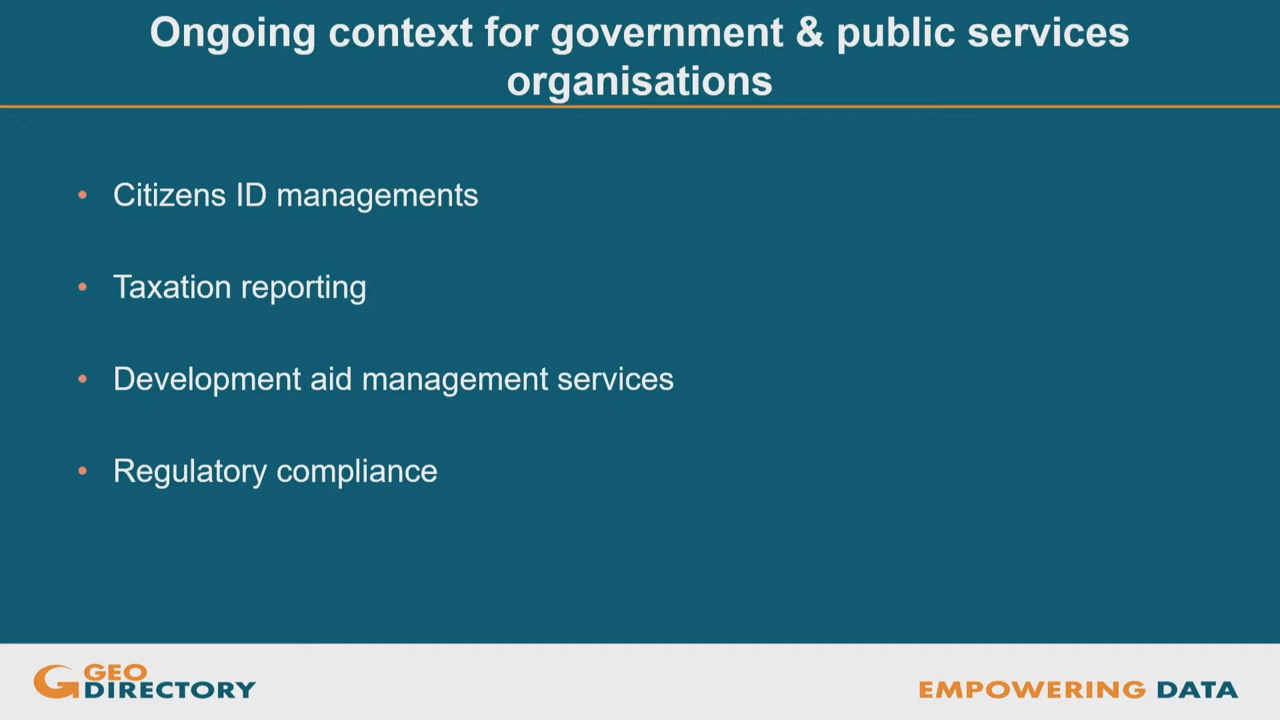 Ongoing context for government & public services
organisations
• Citizens ID managements
• Taxation reporting
• Development aid management services
• Regulatory compliance
GEO
DIRECTORY
EMPOWERING DATA